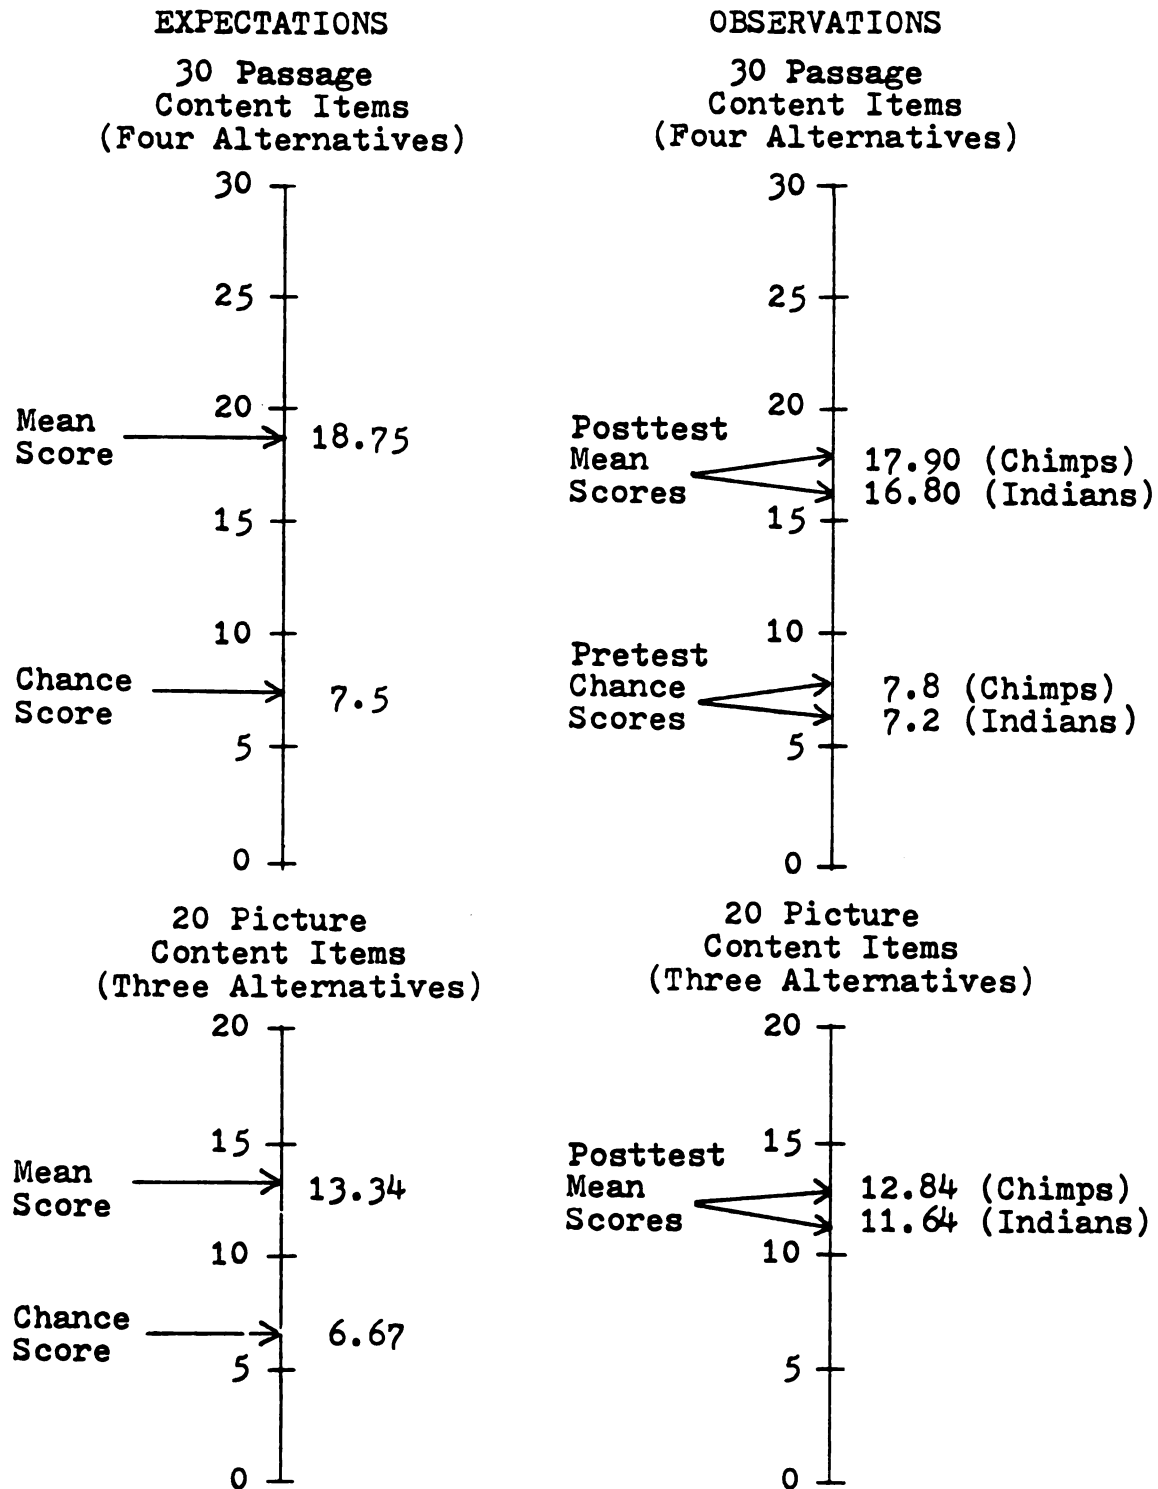 EXPECTATIONS
30 Passage
Content Items
(Four Alternatives)
30
25
20
Mean
Score
18.75
15
10
Chance
Score
7.5
5
0
20 Picture
Content Items
(Three Alternatives)
20
15
Mean
Score
13.34
10
Chance
Score
6.67
5
0
OBSERVATIONS
30 Passage
Content Items
(Four Alternatives)
30
25
20
Posttest
Mean
Scores
17.90 (Chimps)
16.80 (Indians)
15
10
Pretest
Chance
Scores
7.8 (Chimps)
7.2 (Indians)
5
0
20 Picture
Content Items
(Three Alternatives)
20
15
Posttest
Mean
Scores
12.84 (Chimps)
11.64 (Indians)
10
5
0